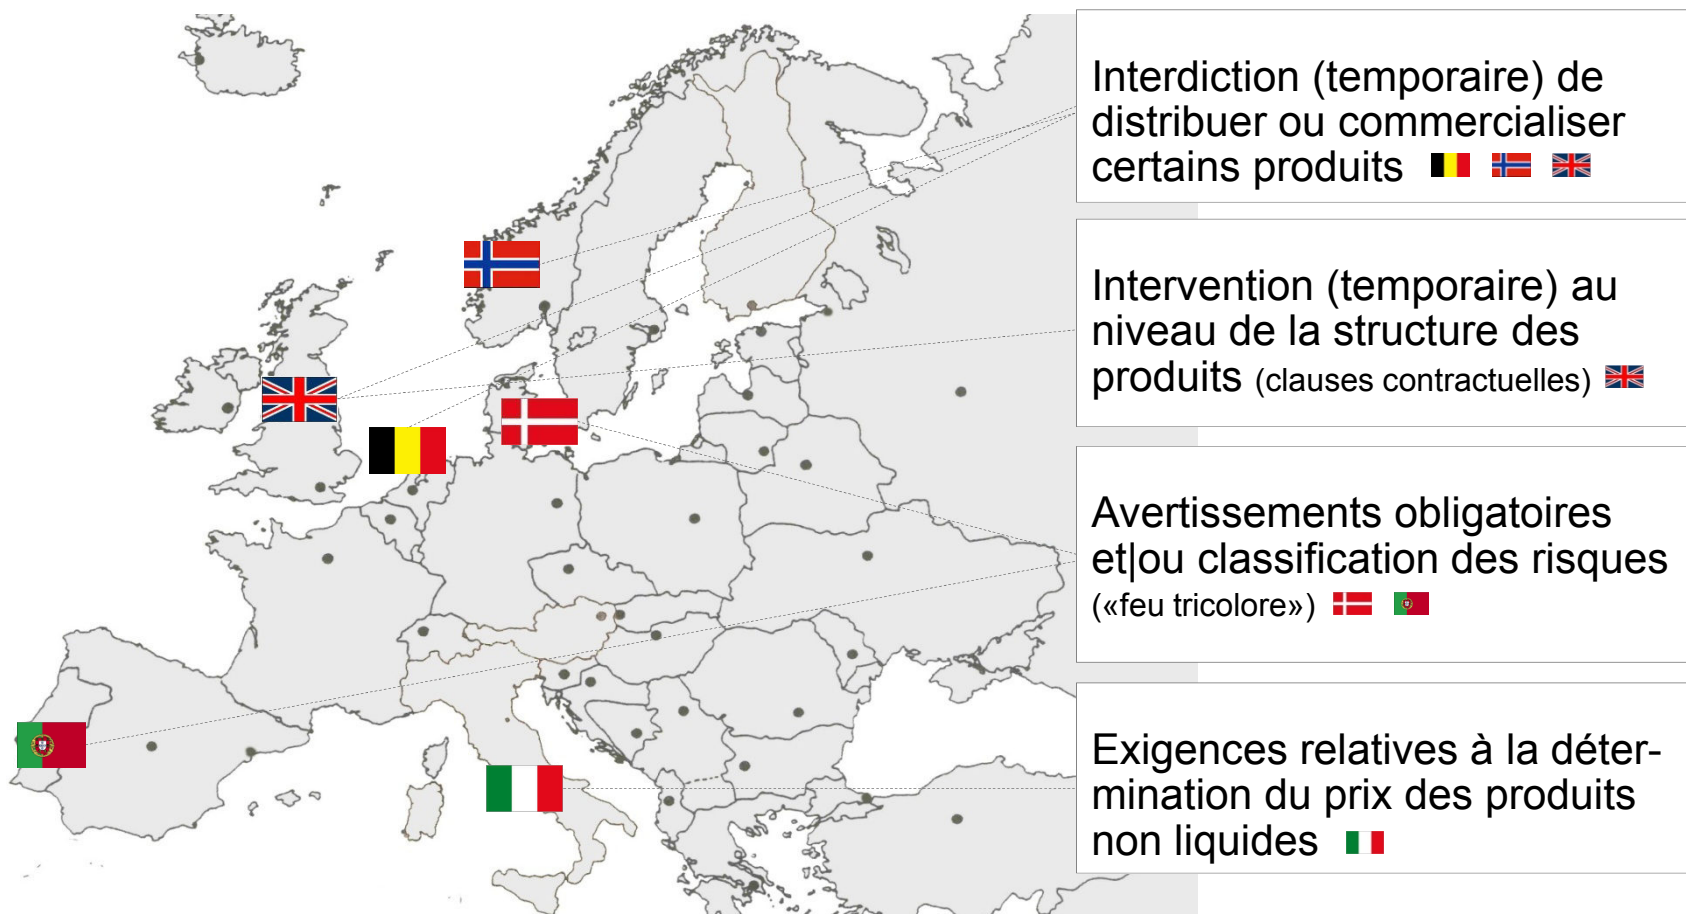 Interdiction (temporaire) de
distribuer ou commercialiser
certains produits
Intervention (temporaire) au
niveau de la structure des
produits (clauses contractuelles)
Avertissements obligatoires
et|ou classification des risques
(«feu tricolore»)
Exigences relatives à la déter-
mination du prix des produits
non liquides